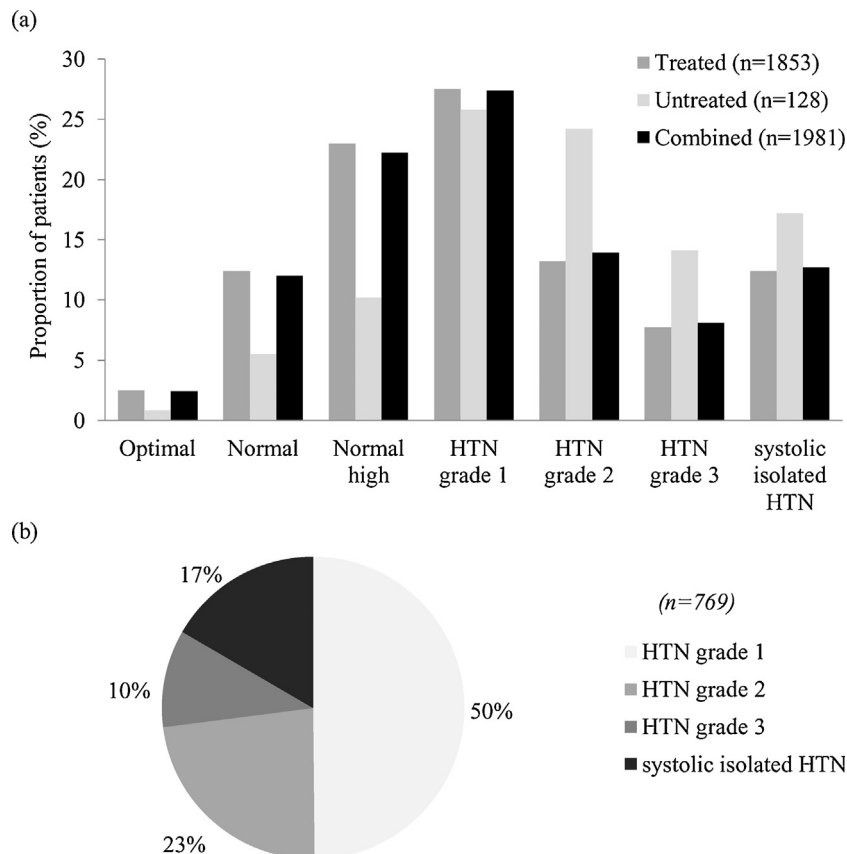 (a)
Proportion of patients (%)
30
25
20
15
10
5
0
Treated (n=1853)
Untreated (n=128)
Combined (n=1981)
Optimal
Normal
Normal
high
HTN
grade 1
HTN
grade 2
HTN
grade 3
systolic
isolated
HTN
(b)
17%
10%
23%
50%
(n=769)
HTN grade 1
HTN grade 2
HTN grade 3
systolic isolated HTN